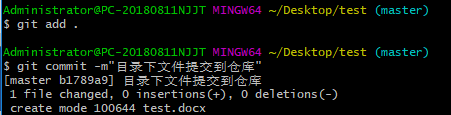 Administrator@PC-20180811NJJT MINGW64 ~/Desktop/test (master)
$ git add .
Administrator@PC-20180811NJJT MINGW64 ~/Desktop/test (master)
$ git commit -m"目录下文件提交到仓库"
[master b1789a9] 目录下文件提交到仓库
1 file changed, 0 insertions(+), 0 deletions(-)
create mode 100644 test.docx